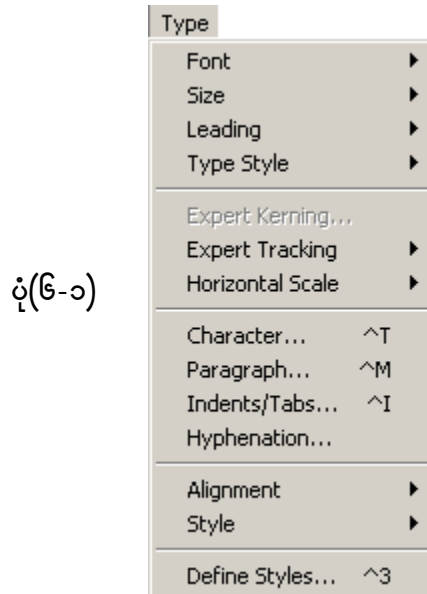 Type
Font
Size
Leading
Type Style
Expert Kerning...
Expert Tracking
Horizontal Scale
ပုံ(၆-၁)
Character... ^T
Paragraph... ^M
Indents/Tabs... ^I
Hyphenation...
Alignment
Style
Define Styles... ^3